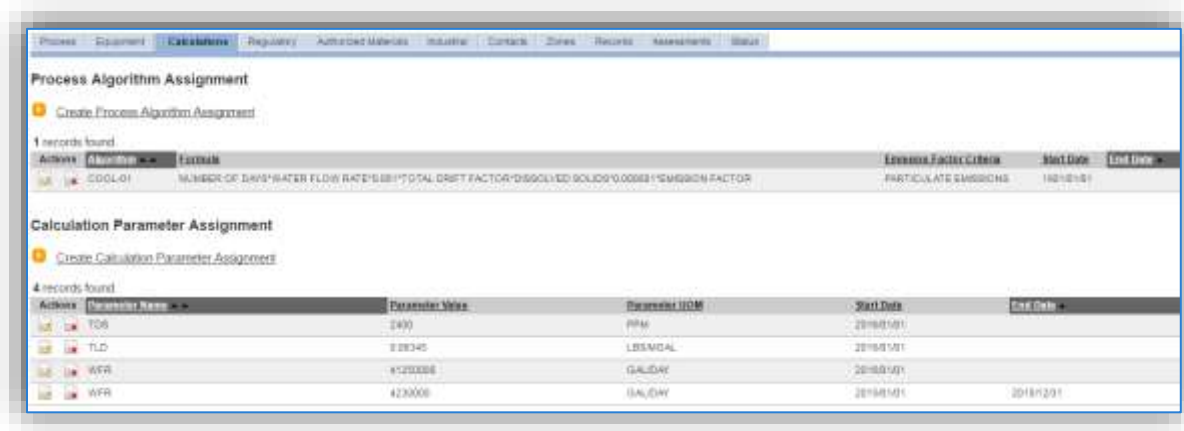 Process Equipment Calculations Regulatory Authorized Materials Industrial Contacts Zones Records Assessments Status
Process Algorithm Assignment
Create Process Algorithm Assignment
1 records found
Actions Algorithm Formula Emission Factor Criteria Start Date End Date
COOL-01 NUMBER OF DAYS*WATER FLOW RATE*0.001*TOTAL DRIFT FACTOR*DISSOLVED SOLIDS*0.000001*EMISSION FACTOR PARTICULATE EMISSIONS
Calculation Parameter Assignment
Create Calculation Parameter Assignment
4 records found
Actions Parameter Name Parameter Value Parameter UOM Start Date End Date
TDS 2400 PPM
TLD LBS/MGAL
WFR GAL/DAY
WFR 4230000 GAL/DAY